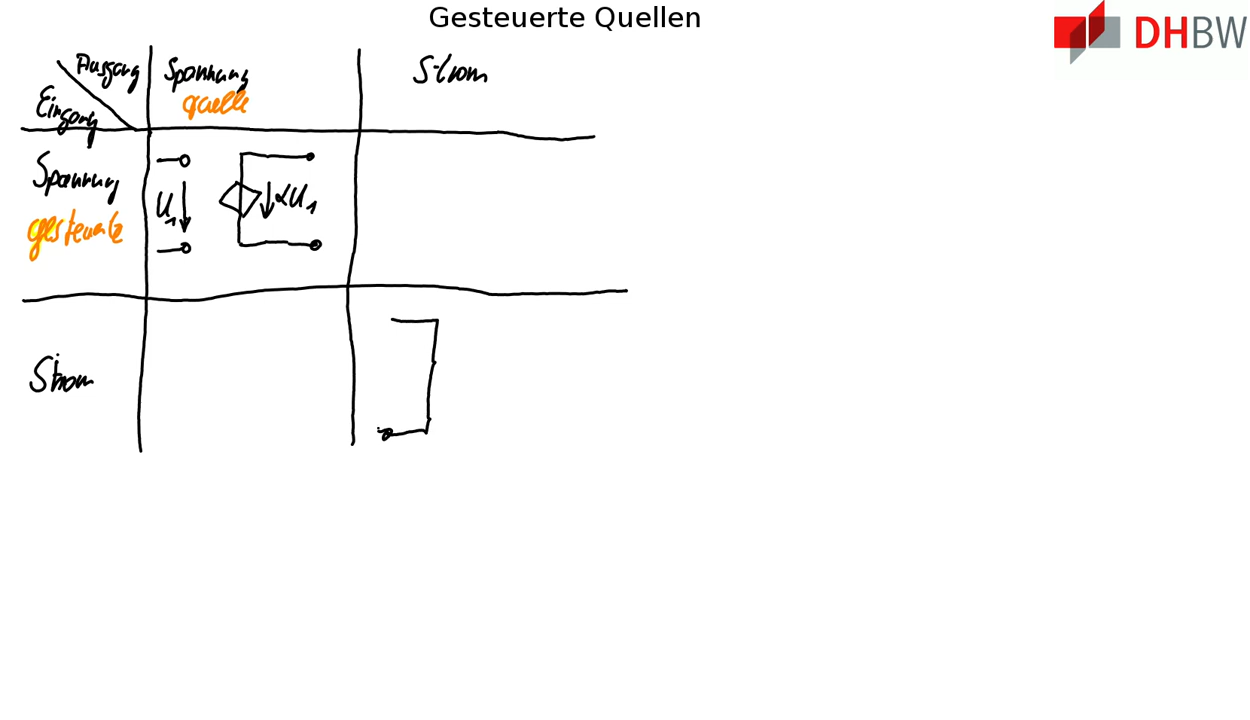 Gesteuerte Quellen
DHBW
Ausgang
Eingang
Spannung
quelle
Strom
Spannung
gesteuerte
U₁
αU₁
Strom